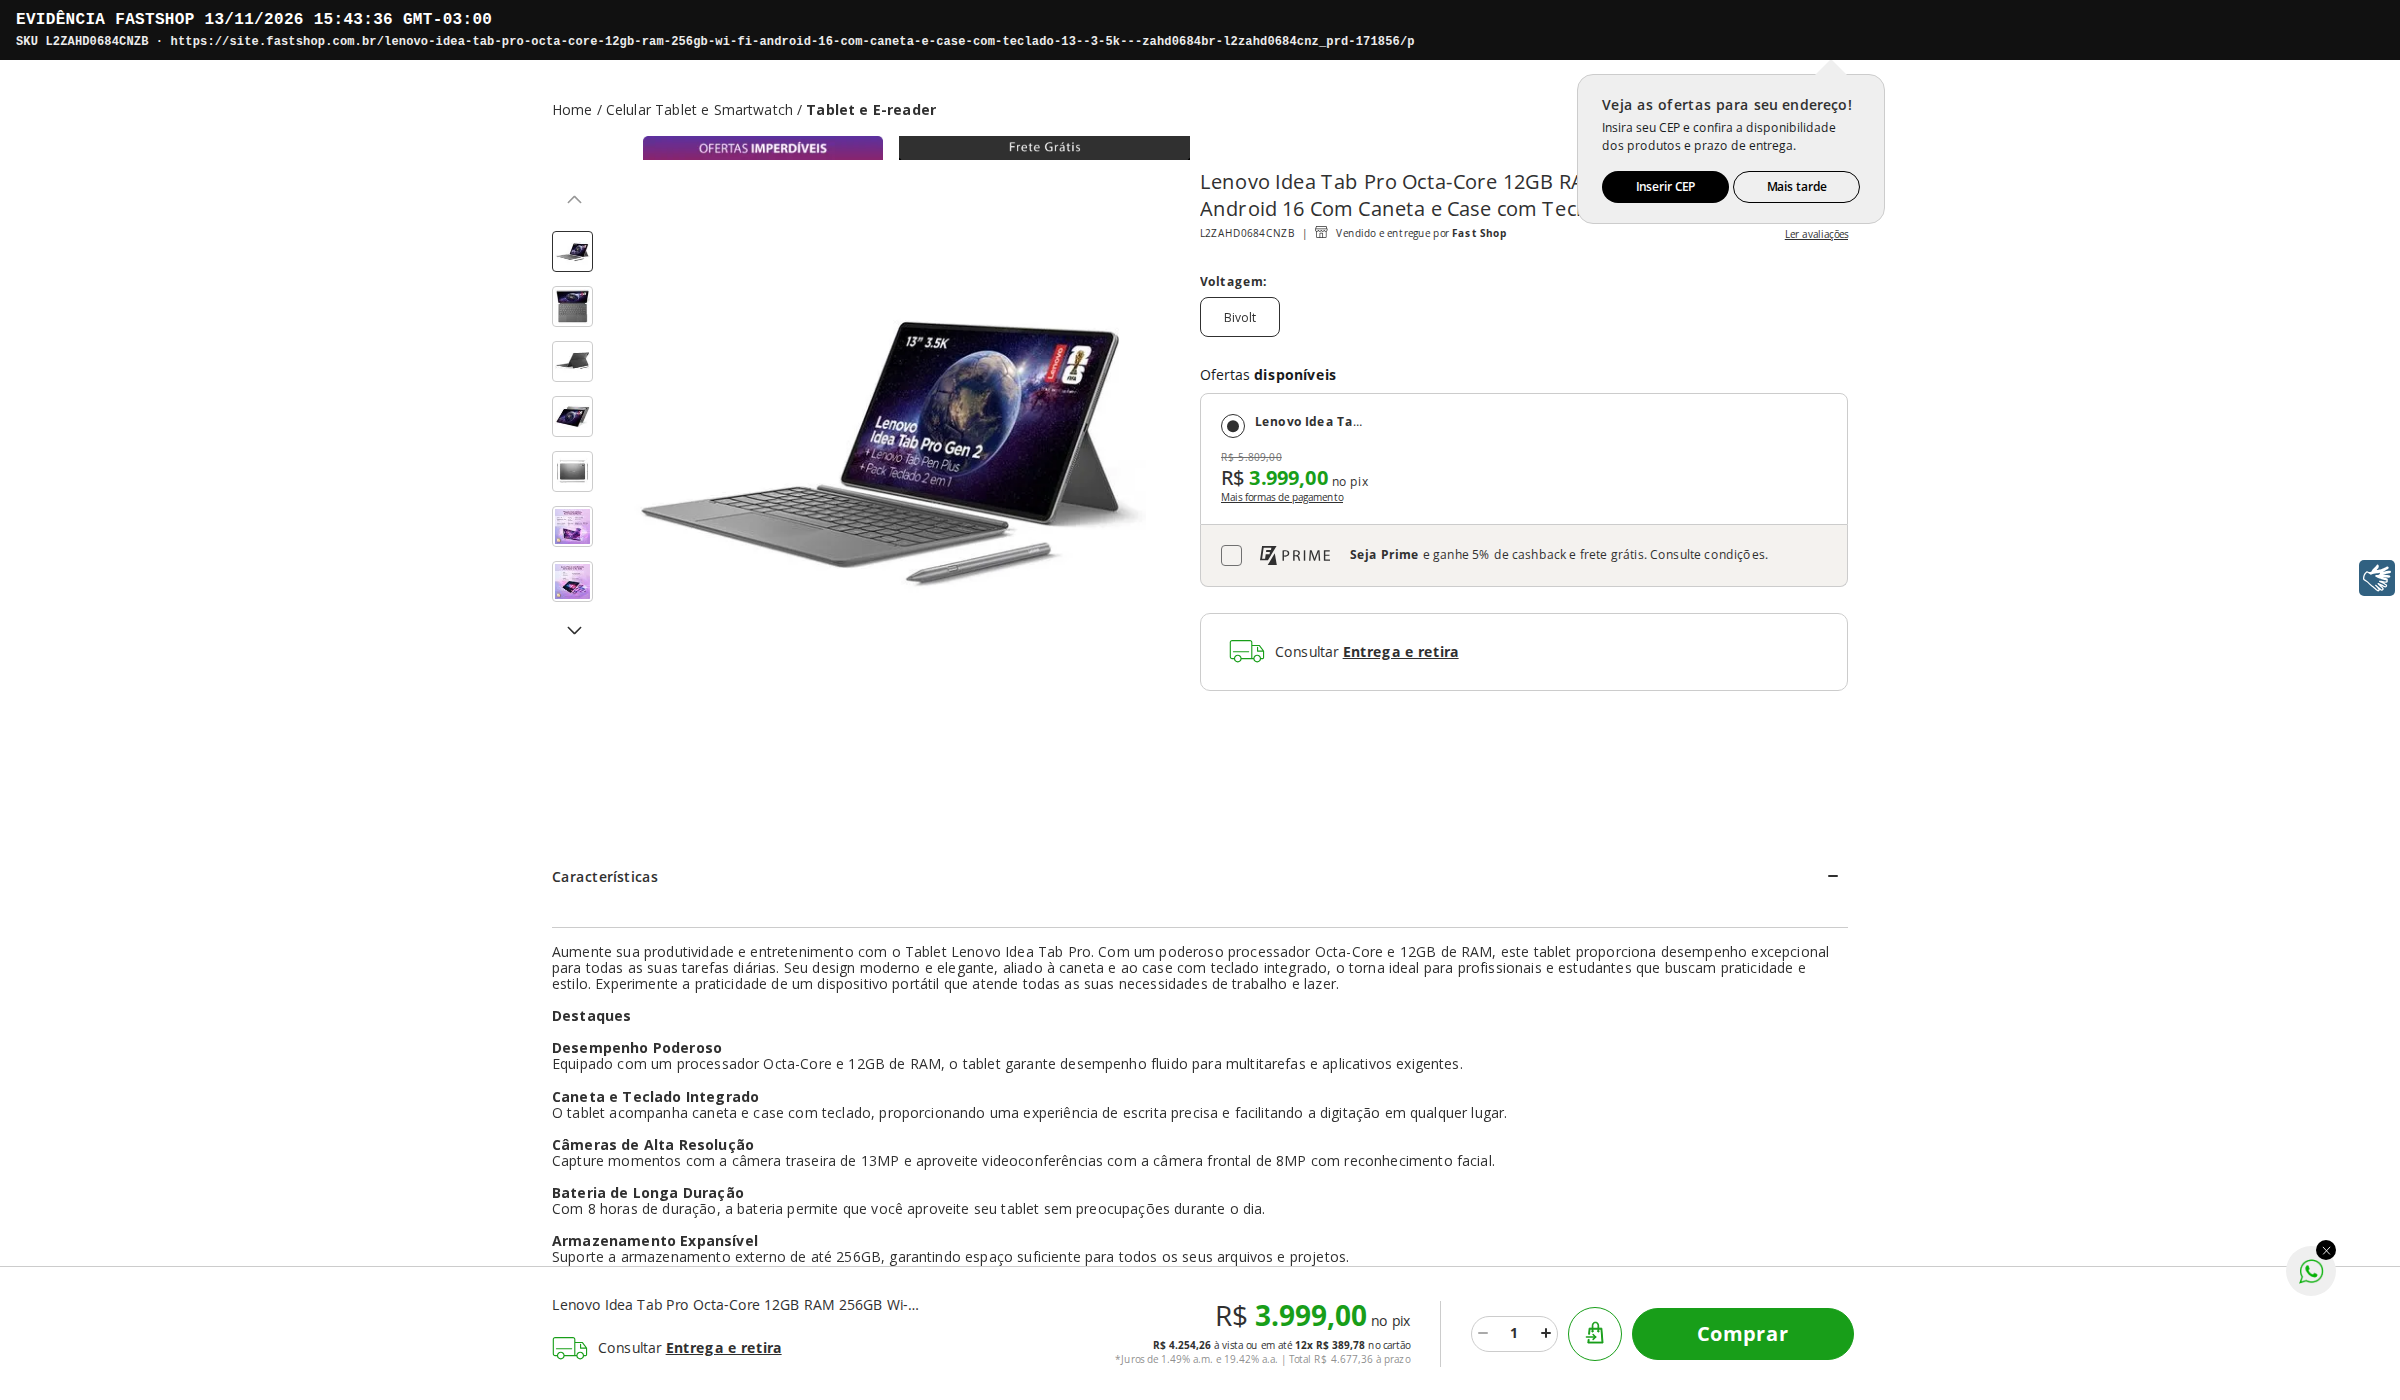 EVIDÊNCIA FASTSHOP 13/11/2026 15:43:36 GMT-03:00
SKU L2ZAHD0684CNZB · https://site.fastshop.com.br/lenovo-idea-tab-pro-octa-core-12gb-ram-256gb-wi-fi-android-16-com-caneta-e-case-com-teclado-13--3-5k---zahd0684br-l2zahd0684cnz_prd-171856/p
Veja as ofertas para seu endereço!
Insira seu CEP e confira a disponibilidade
dos produtos e prazo de entrega.
Inserir CEP Mais tarde
Home / Celular Tablet e Smartwatch / Tablet e E-reader
OFERTAS IMPERDÍVEIS
Frete Grátis
Lenovo Idea Tab Pro Octa-Core 12GB
Android 16 Com Caneta e Case com
L2ZAHD0684CNZB | Vendido e entregue por Fast Shop
Ler avaliações
13" 3.5K
Lenovo
FIFA
Lenovo
Idea Tab Pro Gen 2
+ Lenovo Tab Pen Plus
+ Pack Teclado 2 em 1
Voltagem:
Bivolt
Ofertas disponíveis
Lenovo Idea Ta...
R$ 5.809,00
R$ 3.999,00 no pix
Mais formas de pagamento
PRIME Seja Prime e ganhe 5% de cashback e frete grátis. Consulte condições.
Consultar Entrega e retira
Características
Aumente sua produtividade e entretenimento com o Tablet Lenovo Idea Tab Pro. Com um poderoso processador Octa-Core e 12GB de RAM, este tablet proporciona desempenho excepcional
para todas as suas tarefas diárias. Seu design moderno e elegante, aliado à caneta e ao case com teclado integrado, o torna ideal para profissionais e estudantes que buscam praticidade e
estilo. Experimente a praticidade de um dispositivo portátil que atende todas as suas necessidades de trabalho e lazer.
Destaques
Desempenho Poderoso
Equipado com um processador Octa-Core e 12GB de RAM, o tablet garante desempenho fluido para multitarefas e aplicativos exigentes.
Caneta e Teclado Integrado
O tablet acompanha caneta e case com teclado, proporcionando uma experiência de escrita precisa e facilitando a digitação em qualquer lugar.
Câmeras de Alta Resolução
Capture momentos com a câmera traseira de 13MP e aproveite videoconferências com a câmera frontal de 8MP com reconhecimento facial.
Bateria de Longa Duração
Com 8 horas de duração, a bateria permite que você aproveite seu tablet sem preocupações durante o dia.
Armazenamento Expansível
Suporte a armazenamento externo de até 256GB, garantindo espaço suficiente para todos os seus arquivos e projetos.
Lenovo Idea Tab Pro Octa-Core 12GB RAM 256GB Wi-...
Consultar Entrega e retira
R$ 3.999,00 no pix
R$ 4.254,26 à vista ou em até 12x R$ 389,78 no cartão
*Juros de 1.49% a.m. e 19.42% a.a. | Total R$ 4.677,36 à prazo
1
Comprar